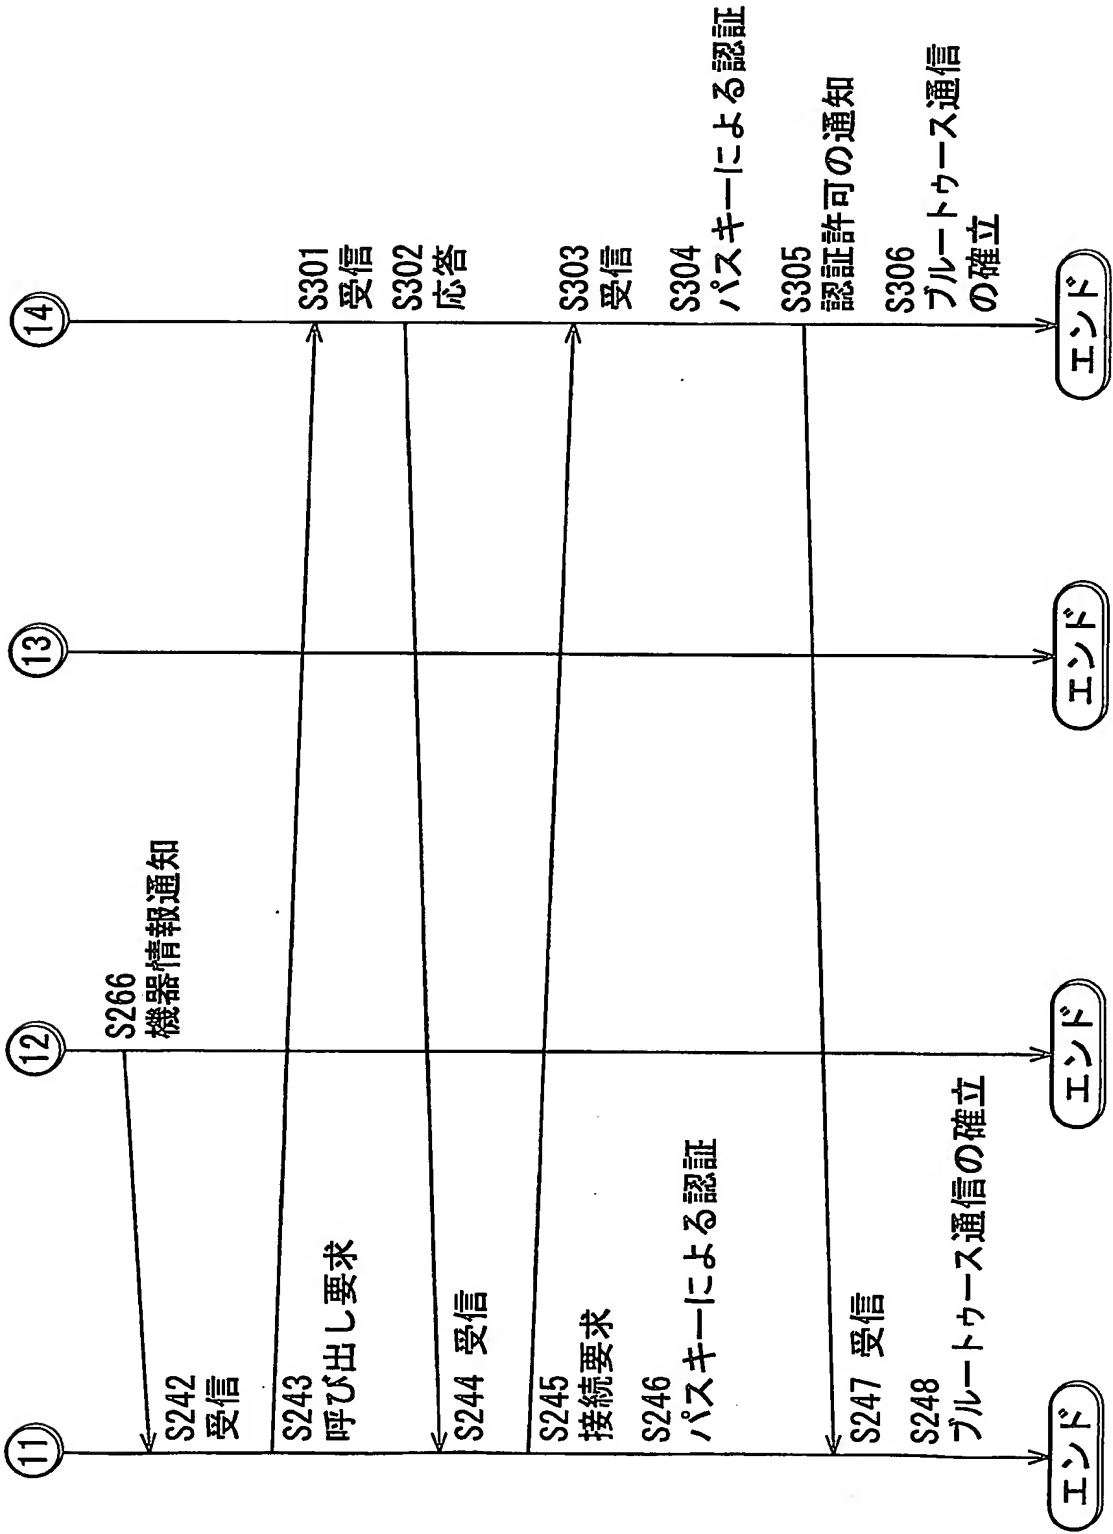 11
S242
受信
S243
呼び出し要求
S244 受信
S245
接続要求
S246
パスキーによる認証
S247 受信
S248
ブルートゥース通信の確立
エンド
12
S266
機器情報通知
エンド
13
エンド
14
S301
受信
S302
応答
S303
受信
S304
パスキーによる認証
S305
認証許可の通知
S306
ブルートゥース通信
の確立
エンド